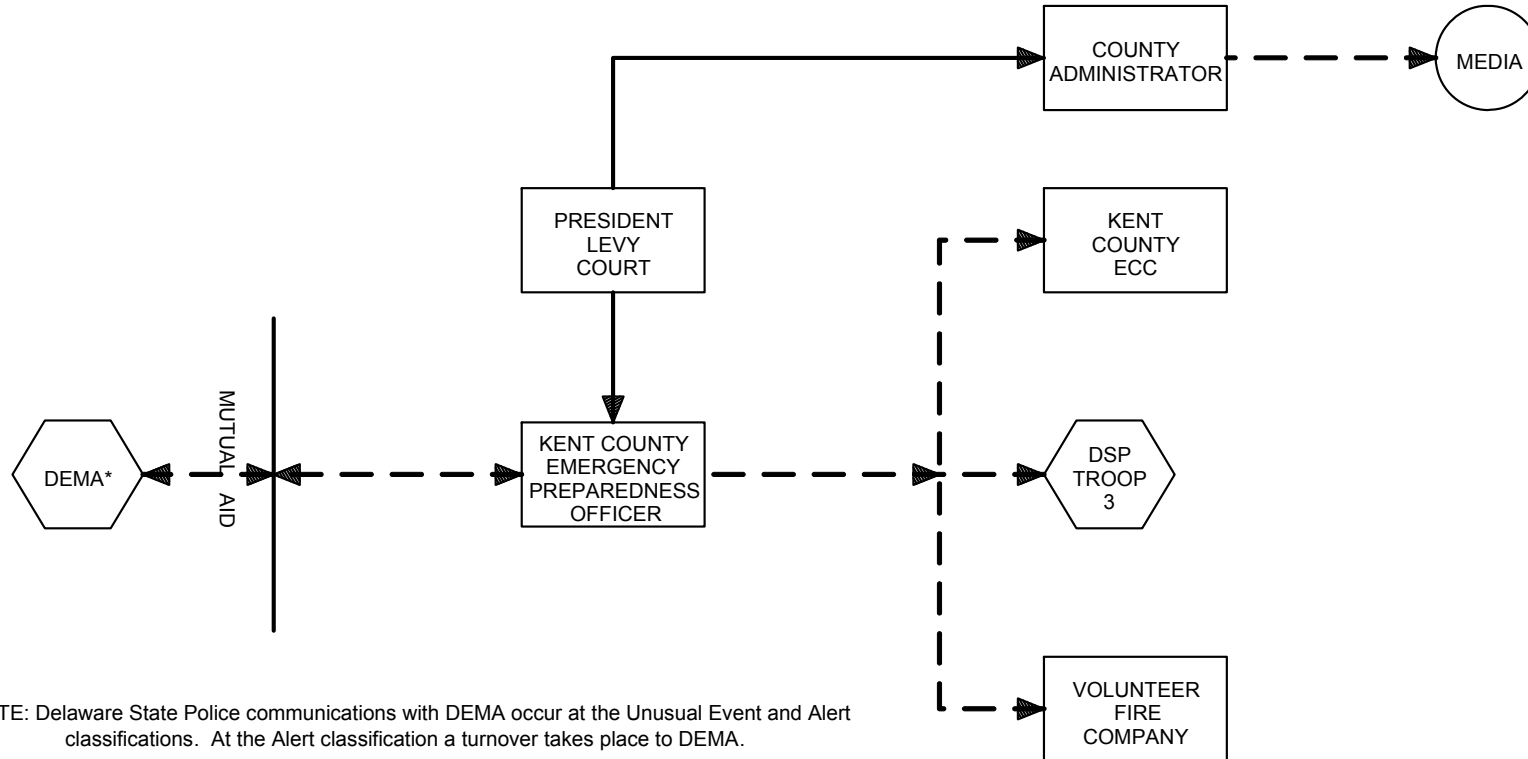 COUNTY
ADMINISTRATOR
MEDIA
PRESIDENT
LEVY
COURT
KENT
COUNTY
ECC
MUTUAL AID
DEMA*
KENT COUNTY
EMERGENCY
PREPAREDNESS
OFFICER
DSP
TROOP
3
VOLUNTEER
FIRE
COMPANY
TE: Delaware State Police communications with DEMA occur at the Unusual Event and Alert
classifications. At the Alert classification a turnover takes place to DEMA.